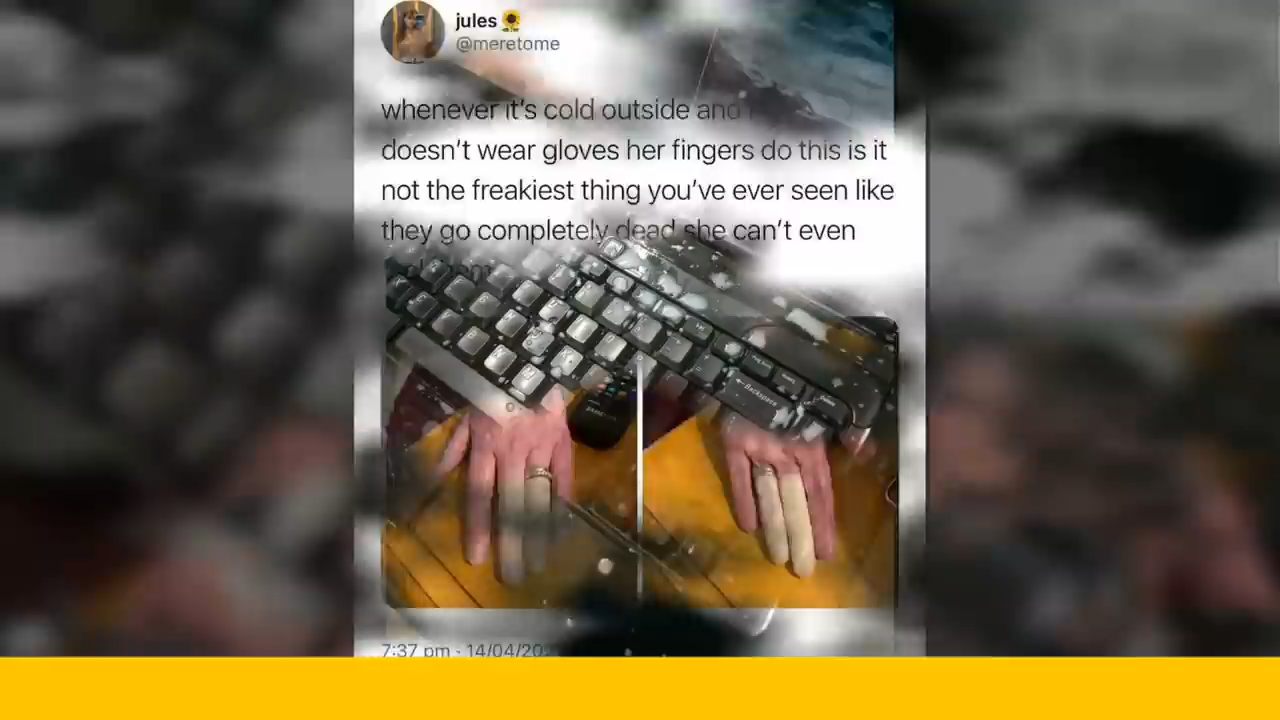 jules🌻
@meretome
whenever it's cold outside and
doesn't wear gloves her fingers do this is it
not the freakiest thing you've ever seen like
they go completely dead she can't even
Backspace
7:37 pm · 14/04/20